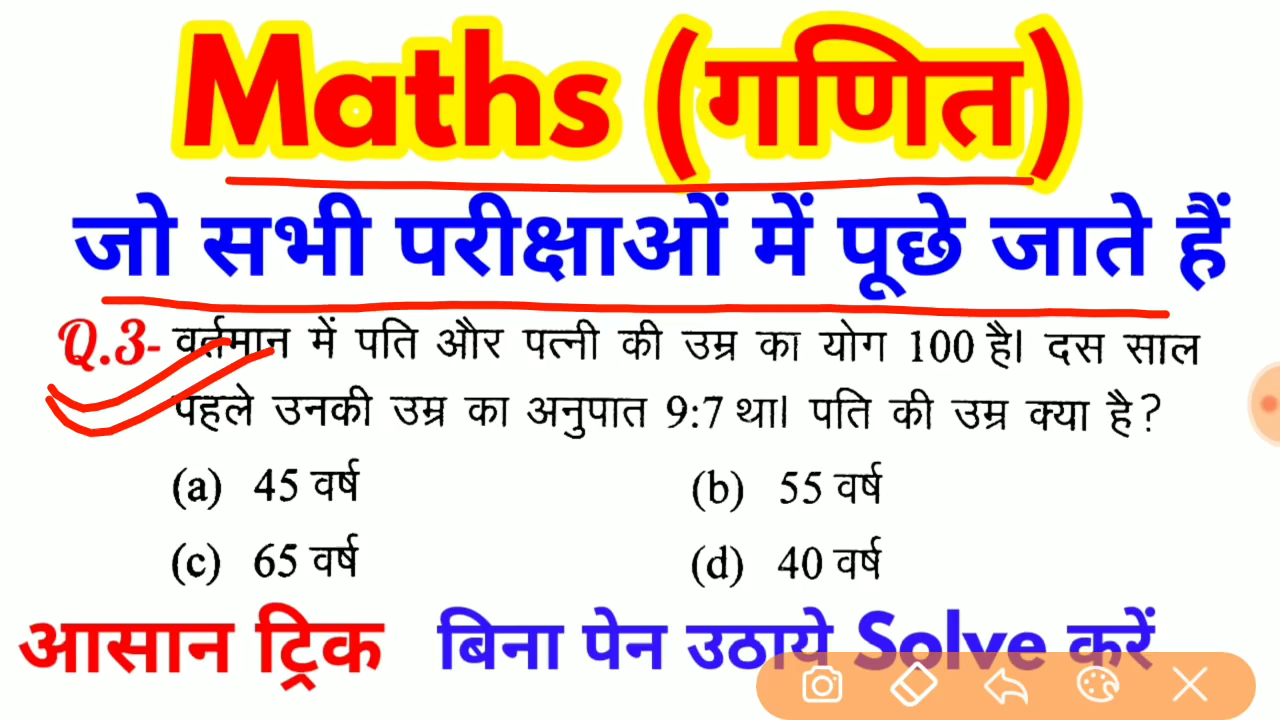 Maths (गणित)
जो सभी परीक्षाओं में पूछे जाते हैं
Q.3- वर्तमान में पति और पत्नी की उम्र का योग 100 है। दस साल
पहले उनकी उम्र का अनुपात 9:7 था। पति की उम्र क्या है?
(a) 45 वर्ष (b) 55 वर्ष
(c) 65 वर्ष (d) 40 वर्ष
आसान ट्रिक बिना पेन उठाये Solve करें